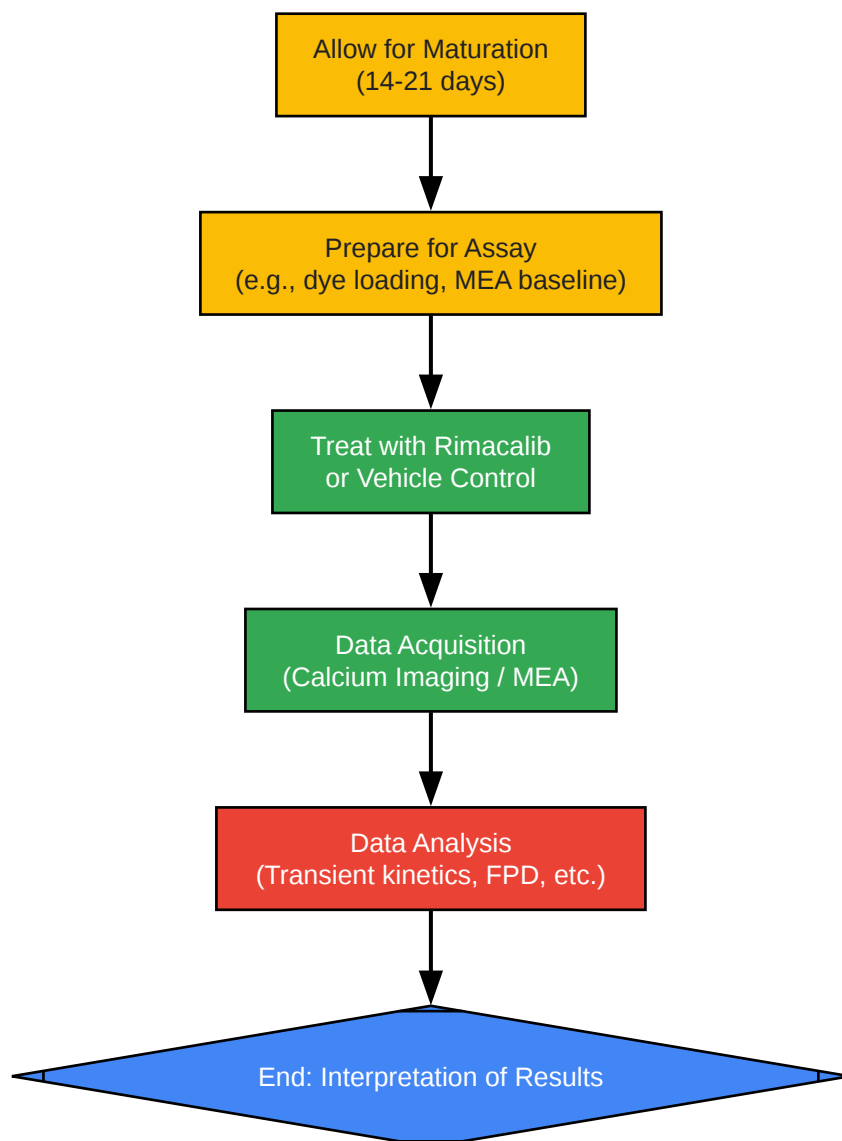 Allow for Maturation
(14-21 days)
Prepare for Assay
(e.g., dye loading, MEA baseline)
Treat with Rimacalib
or Vehicle Control
Data Acquisition
(Calcium Imaging / MEA)
Data Analysis
(Transient kinetics, FPD, etc.)
End: Interpretation of Results